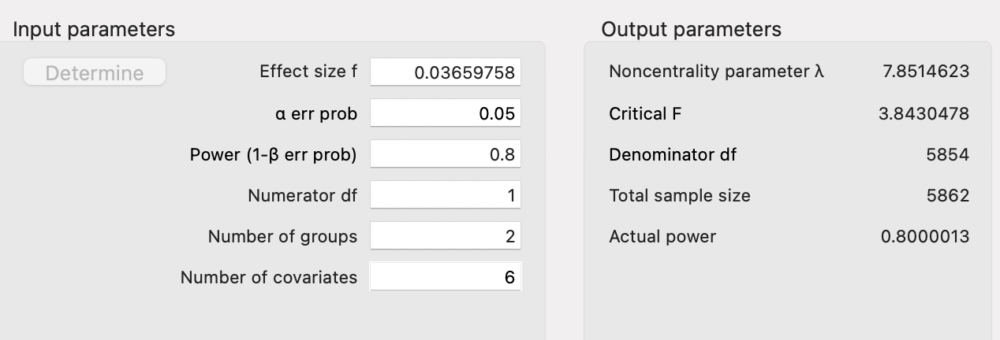 Input parameters
Output parameters
Determine
Effect size f 0.03659758
Noncentrality parameter λ 7.8514623
α err prob 0.05
Critical F 3.8430478
Power (1-β err prob) 0.8
Denominator df 5854
Numerator df 1
Total sample size 5862
Number of groups 2
Actual power 0.8000013
Number of covariates 6